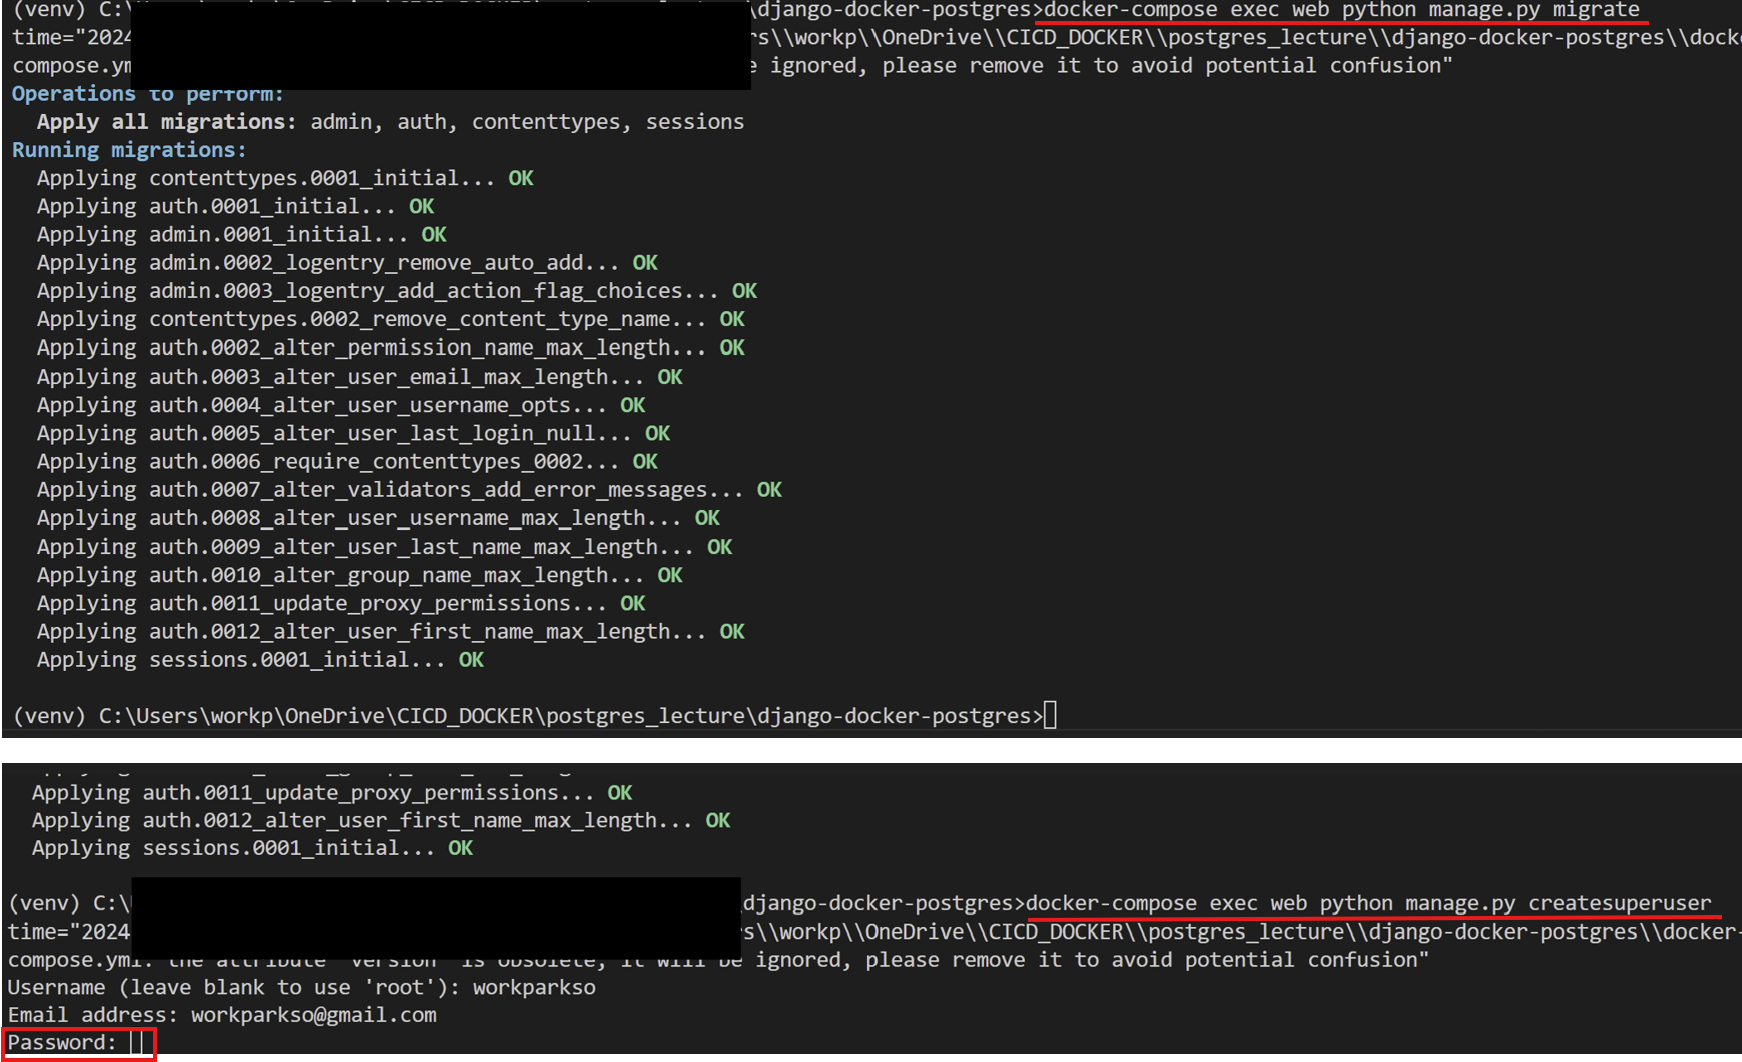 (venv) C:\ \django-docker-postgres>docker-compose exec web python manage.py migrate
time="2024 rs\\workp\\OneDrive\\CICD_DOCKER\\postgres_lecture\\django-docker-postgres\\dock
compose.ym e ignored, please remove it to avoid potential confusion"
Operations to perform:
  Apply all migrations: admin, auth, contenttypes, sessions
Running migrations:
  Applying contenttypes.0001_initial... OK
  Applying auth.0001_initial... OK
  Applying admin.0001_initial... OK
  Applying admin.0002_logentry_remove_auto_add... OK
  Applying admin.0003_logentry_add_action_flag_choices... OK
  Applying contenttypes.0002_remove_content_type_name... OK
  Applying auth.0002_alter_permission_name_max_length... OK
  Applying auth.0003_alter_user_email_max_length... OK
  Applying auth.0004_alter_user_username_opts... OK
  Applying auth.0005_alter_user_last_login_null... OK
  Applying auth.0006_require_contenttypes_0002... OK
  Applying auth.0007_alter_validators_add_error_messages... OK
  Applying auth.0008_alter_user_username_max_length... OK
  Applying auth.0009_alter_user_last_name_max_length... OK
  Applying auth.0010_alter_group_name_max_length... OK
  Applying auth.0011_update_proxy_permissions... OK
  Applying auth.0012_alter_user_first_name_max_length... OK
  Applying sessions.0001_initial... OK
(venv) C:\Users\workp\OneDrive\CICD_DOCKER\postgres_lecture\django-docker-postgres>
  Applying auth.0011_update_proxy_permissions... OK
  Applying auth.0012_alter_user_first_name_max_length... OK
  Applying sessions.0001_initial... OK
(venv) C:\ django-docker-postgres>docker-compose exec web python manage.py createsuperuser
time="2024 s\\workp\\OneDrive\\CICD_DOCKER\\postgres_lecture\\django-docker-postgres\\docker-
compose.yml: the attribute `version` is obsolete, it will be ignored, please remove it to avoid potential confusion"
Username (leave blank to use 'root'): workparkso
Email address: workparkso@gmail.com
Password: